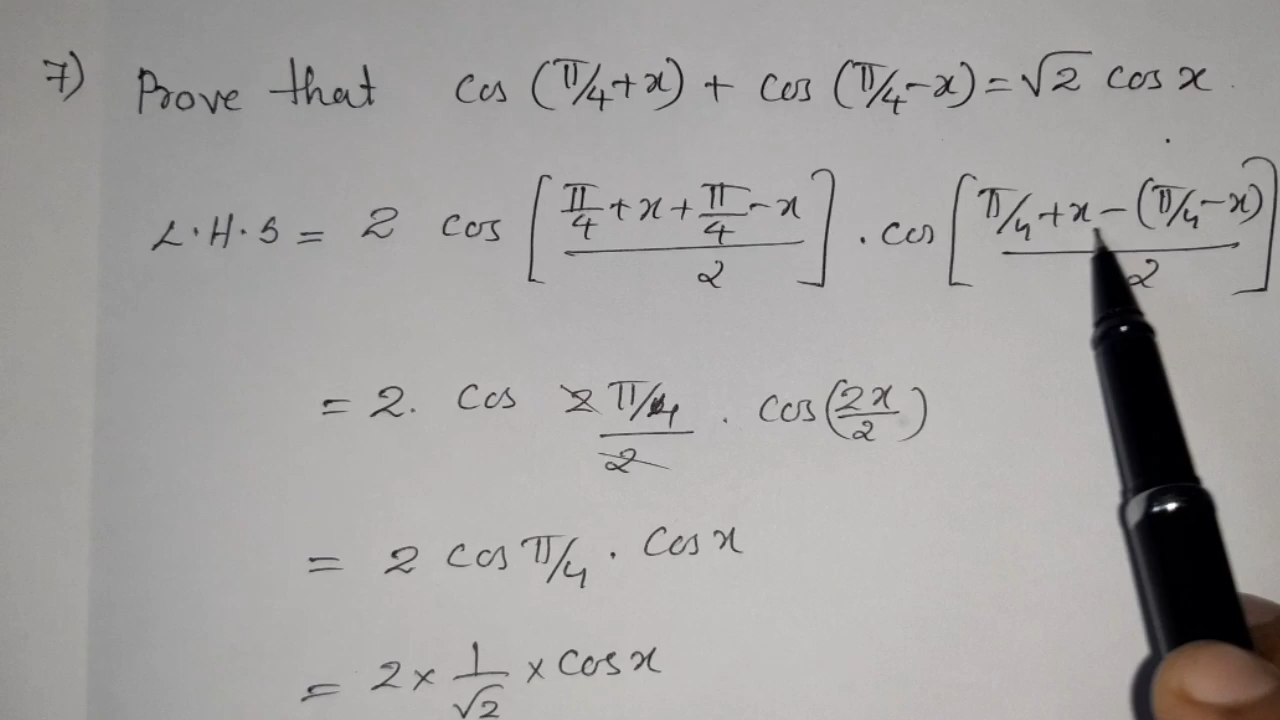 7) Prove that cos (π/4+x) + cos (π/4-x) = √2 cos x.
L.H.S = 2 cos [(π/4 + x + π/4 - x)/2] . cos [(π/4 + x - (π/4 - x))/2]
= 2. cos 2π/4/2 . cos(2x/2)
= 2 cos π/4 . cos x
= 2 × 1/√2 × cos x